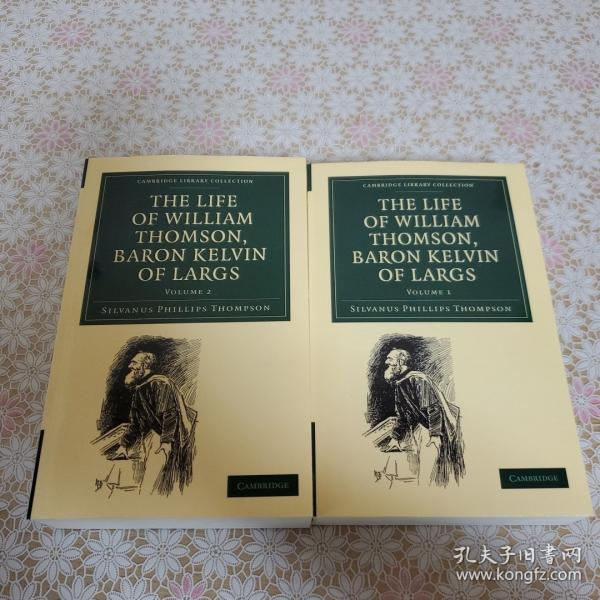 CAMBRIDGE LIBRARY COLLECTION
THE LIFE
OF WILLIAM
THOMSON,
BARON KELVIN
OF LARGS
VOLUME 2
SILVANUS PHILLIPS THOMPSON
CAMBRIDGE
CAMBRIDGE LIBRARY COLLECTION
THE LIFE
OF WILLIAM
THOMSON,
BARON KELVIN
OF LARGS
VOLUME 1
SILVANUS PHILLIPS THOMPSON
CAMBRIDGE
孔夫子旧书网
www.kongfz.com